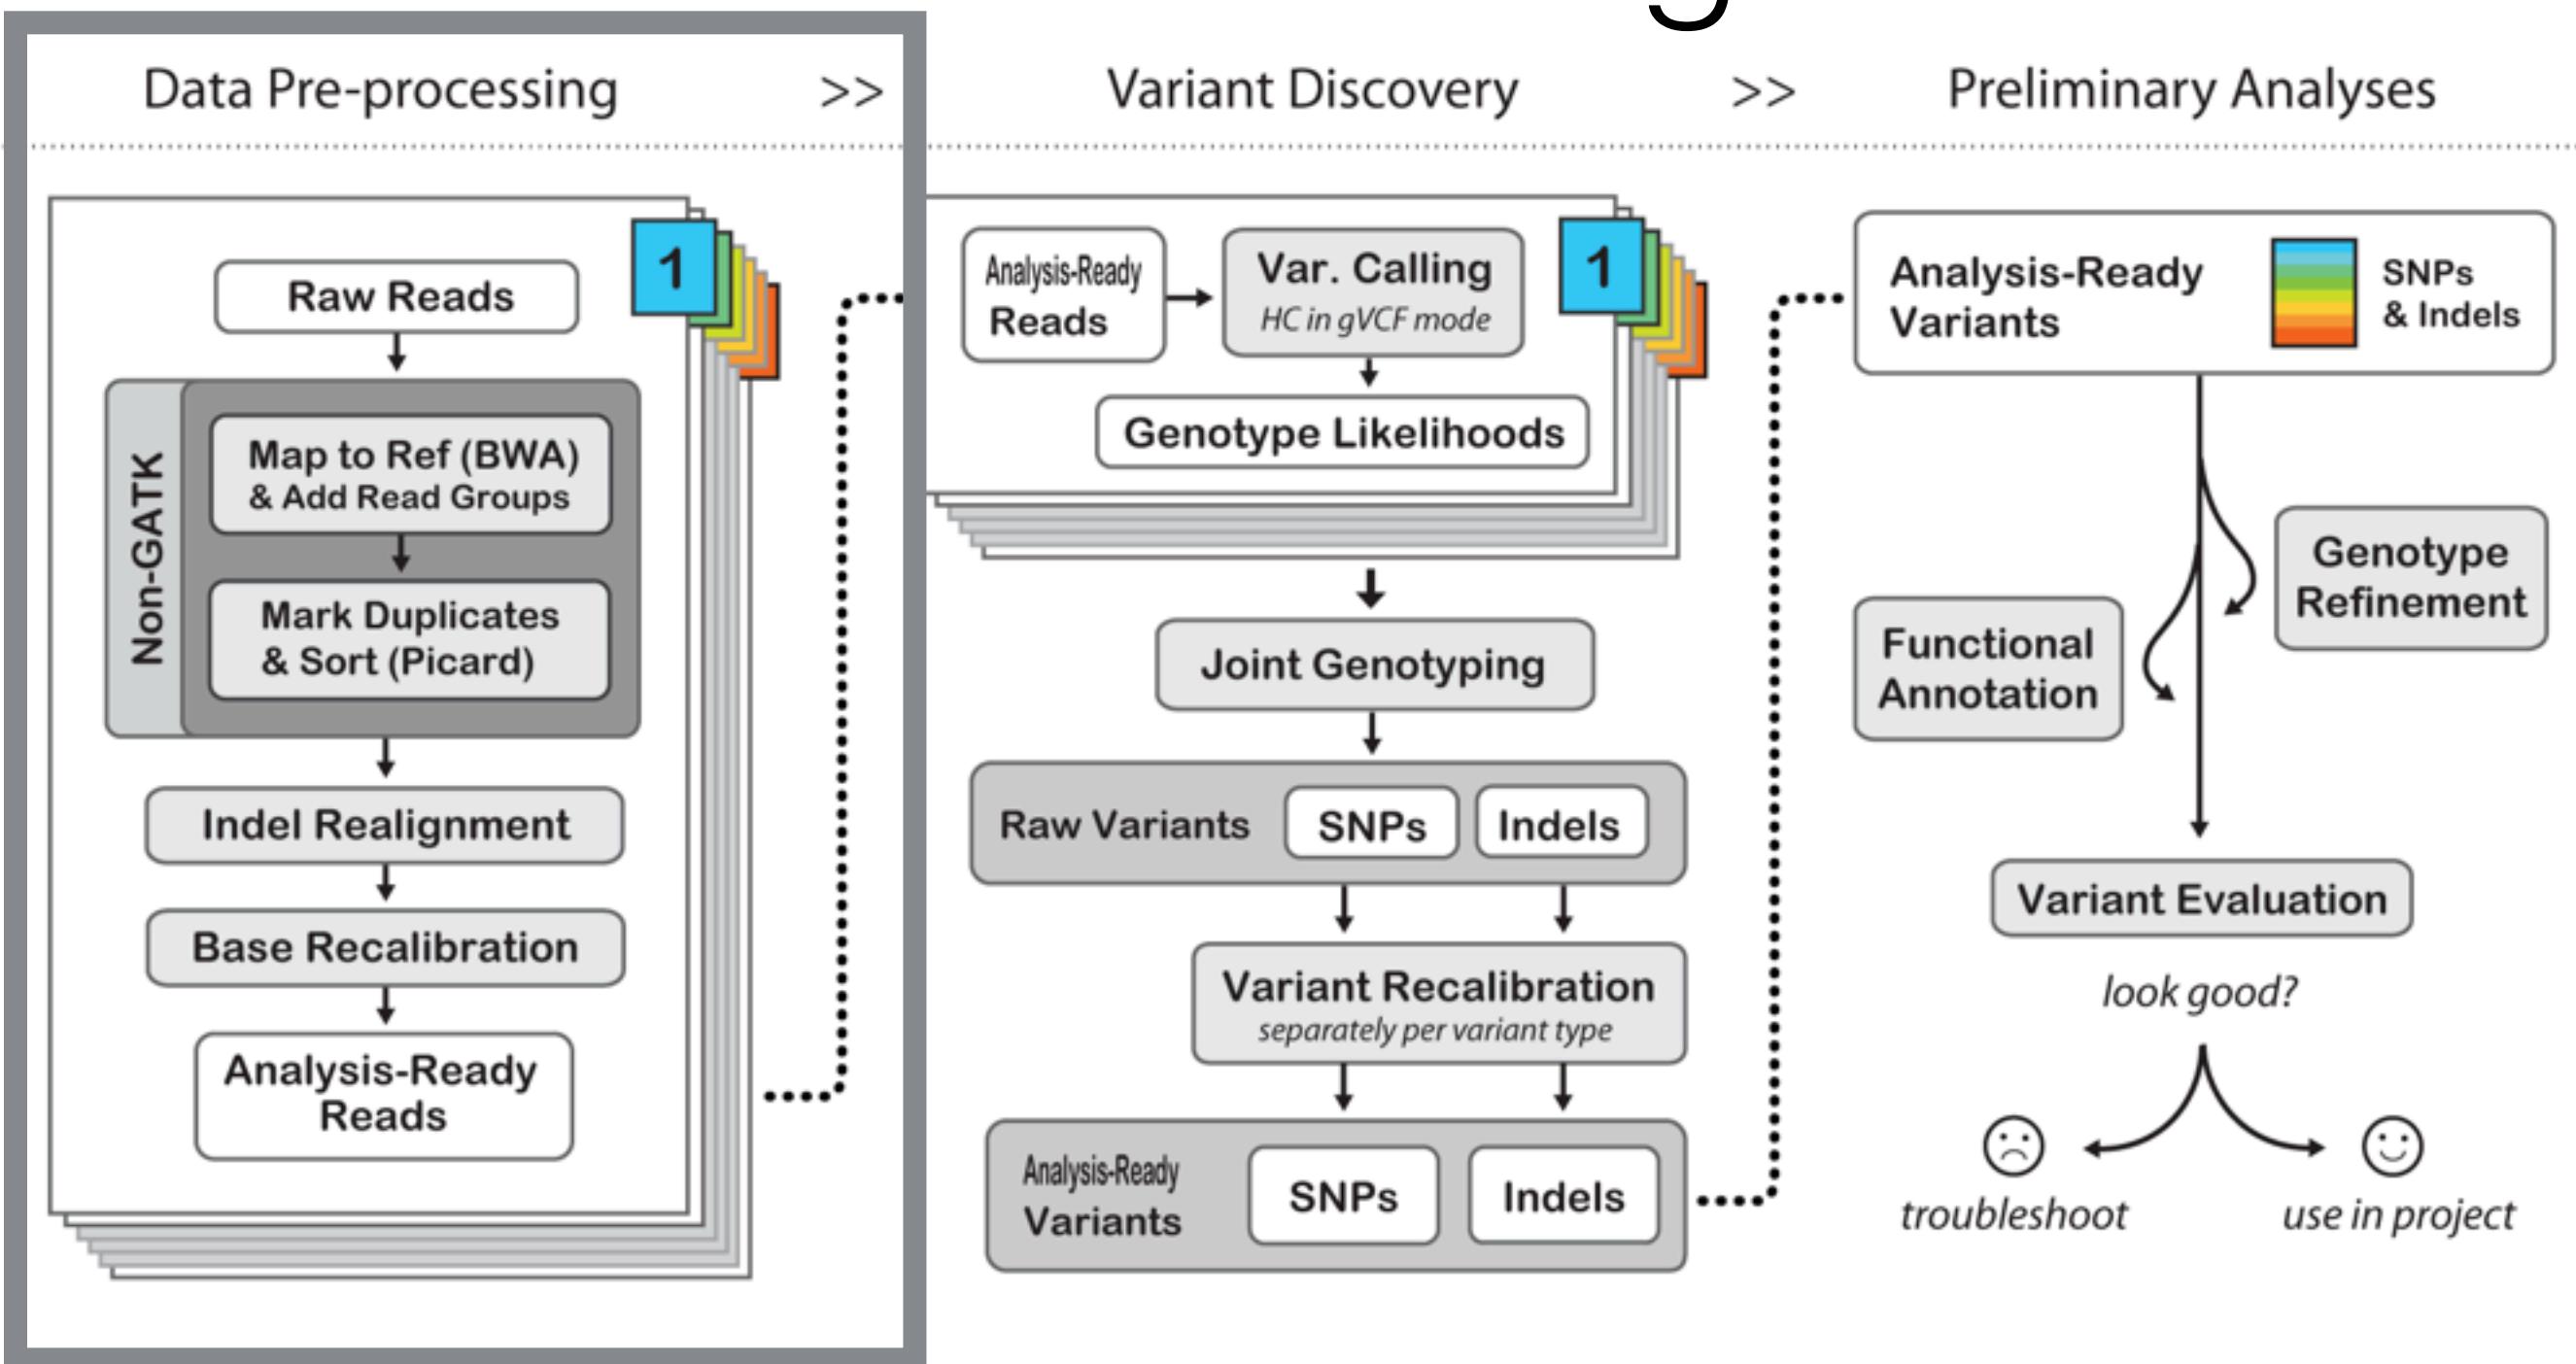 Data Pre-processing >> Variant Discovery >> Preliminary Analyses
1
Raw Reads
Non-GATK
Map to Ref (BWA)
& Add Read Groups
Mark Duplicates
& Sort (Picard)
Indel Realignment
Base Recalibration
Analysis-Ready
Reads
1
Analysis-Ready
Reads
Var. Calling
HC in gVCF mode
Genotype Likelihoods
Joint Genotyping
Raw Variants SNPs Indels
Variant Recalibration
separately per variant type
Analysis-Ready
Variants
SNPs Indels
Analysis-Ready
Variants
SNPs
& Indels
Genotype
Refinement
Functional
Annotation
Variant Evaluation
look good?
troubleshoot use in project